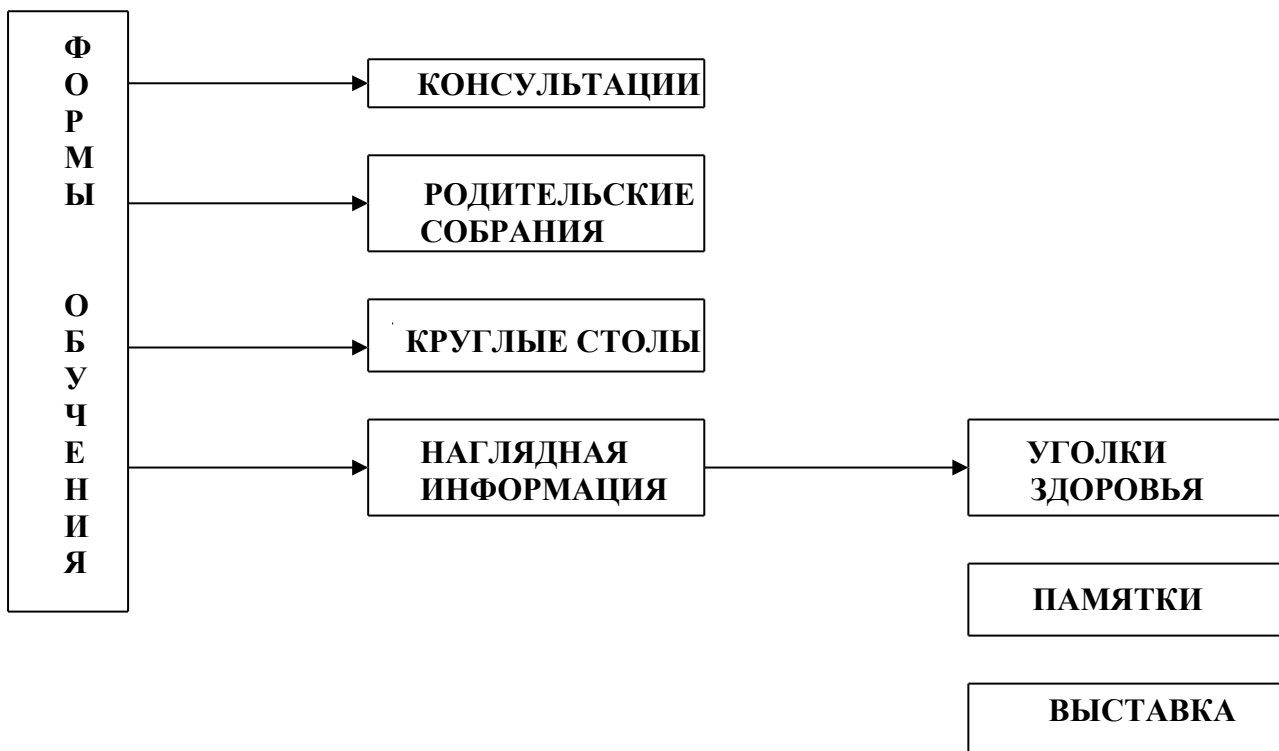 ФОРМЫ
ОБУЧЕНИЯ
КОНСУЛЬТАЦИИ
РОДИТЕЛЬСКИЕ
СОБРАНИЯ
КРУГЛЫЕ СТОЛЫ
НАГЛЯДНАЯ
ИНФОРМАЦИЯ
УГОЛКИ
ЗДОРОВЬЯ
ПАМЯТКИ
ВЫСТАВКА